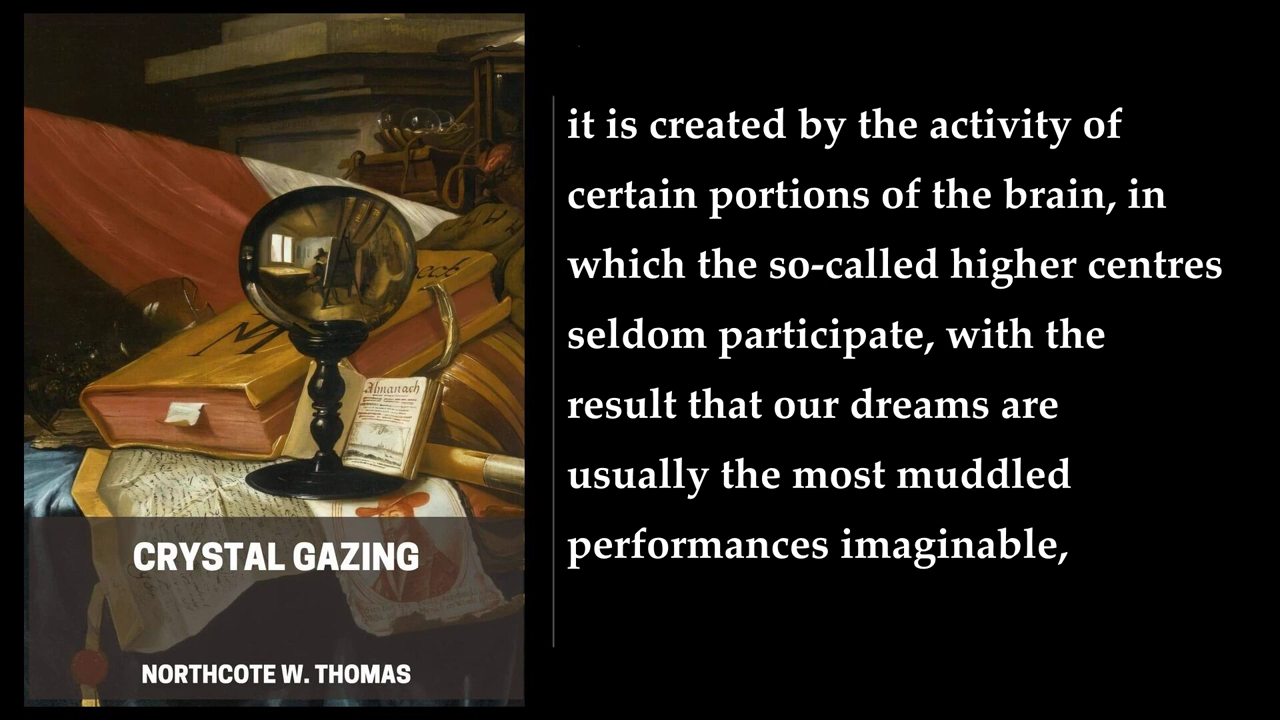 M
Almanach
CRYSTAL GAZING
NORTHCOTE W. THOMAS
it is created by the activity of
certain portions of the brain, in
which the so-called higher centres
seldom participate, with the
result that our dreams are
usually the most muddled
performances imaginable,